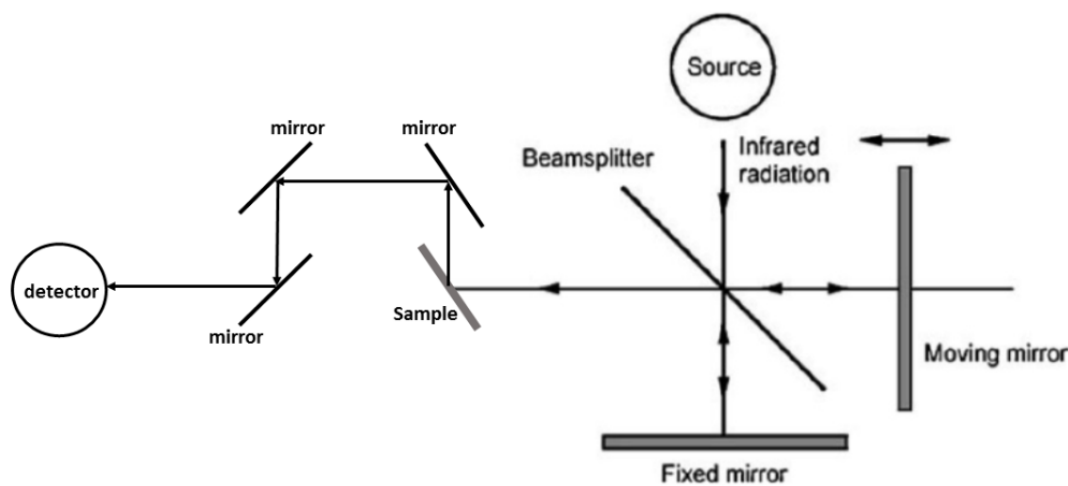 Source
mirror
mirror
Beamsplitter
Infrared
radiation
detector
Sample
mirror
Moving mirror
Fixed mirror